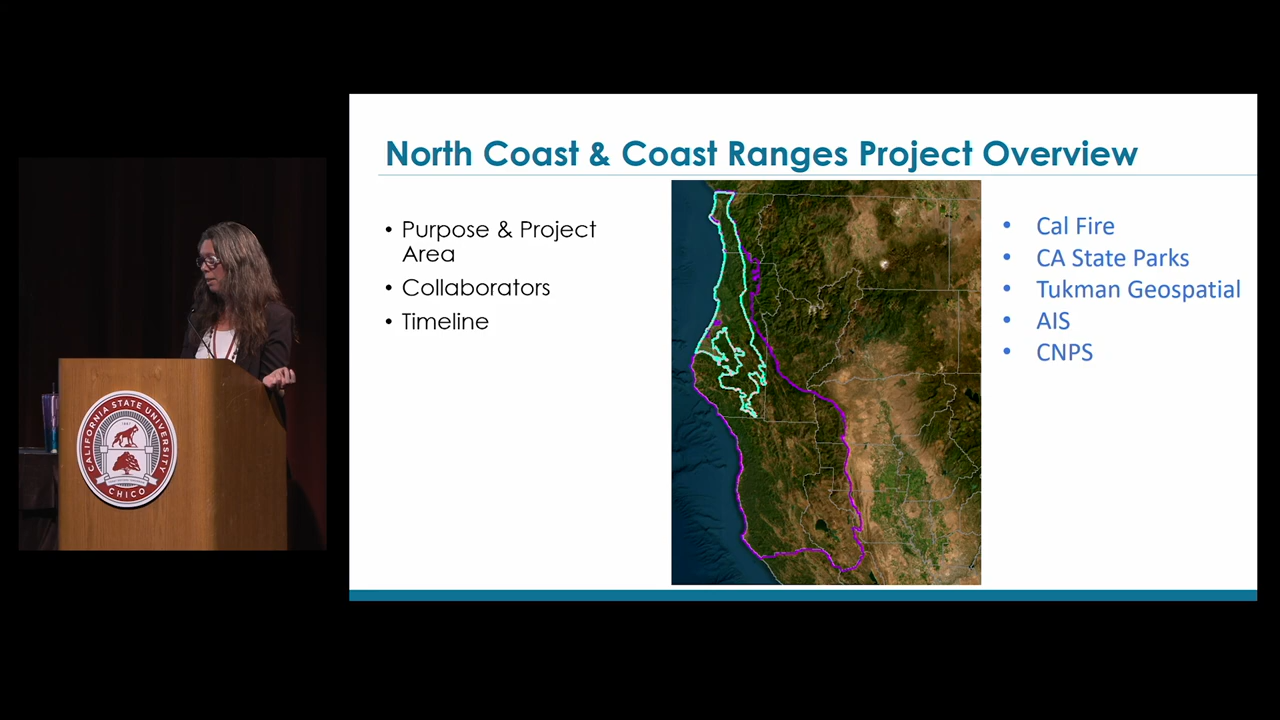 North Coast & Coast Ranges Project Overview
• Purpose & Project
Area
• Collaborators
• Timeline
• Cal Fire
• CA State Parks
• Tukman Geospatial
• AIS
• CNPS
CALIFORNIA STATE UNIVERSITY
CHICO